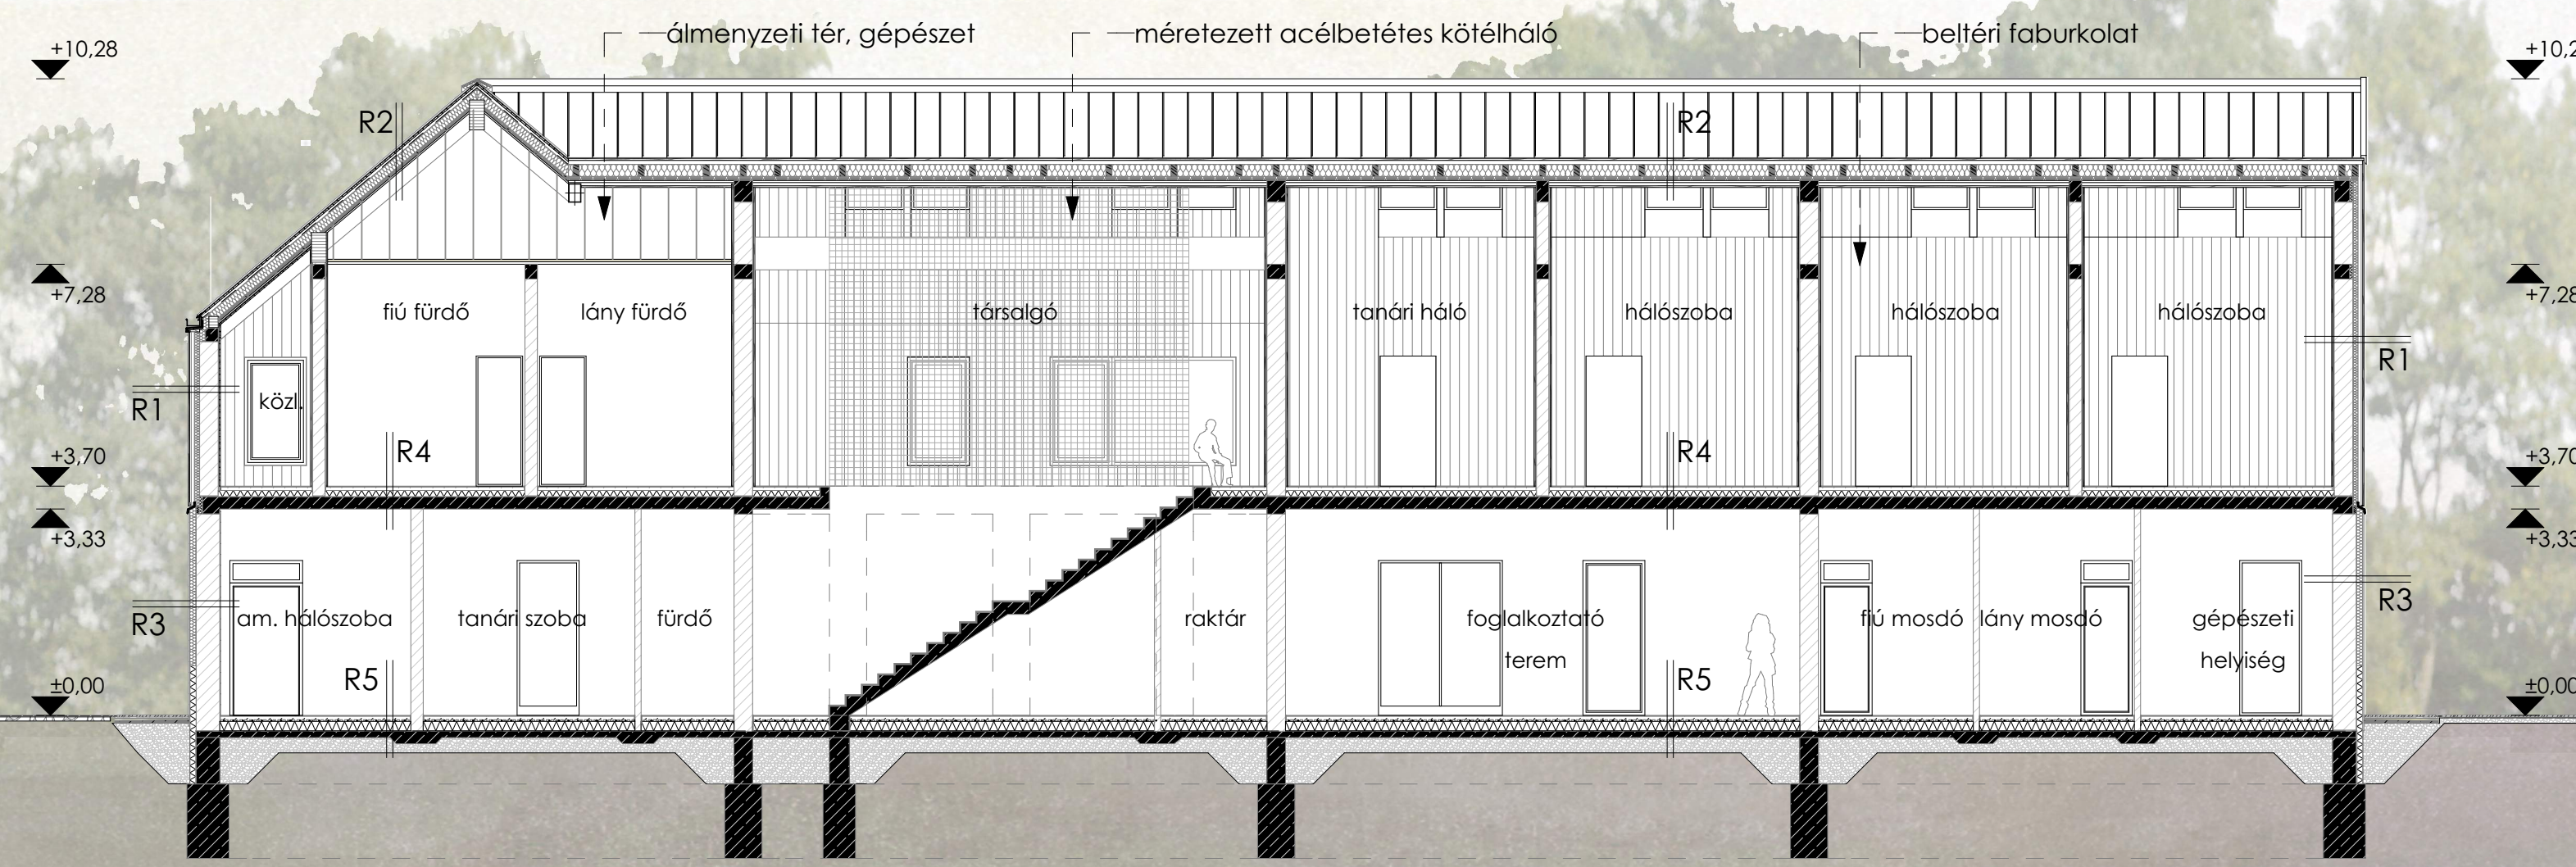 álmenyzeti tér, gépészet
méretezett acélbetétes kötélháló
beltéri faburkolat
+10,28
+10,2
R2
R2
+7,28
+7,28
fiú fürdő
lány fürdő
társalgó
tanári háló
hálószoba
hálószoba
hálószoba
R1
közl.
R1
R4
R4
+3,70
+3,70
+3,33
+3,33
R3
am. hálószoba
tanári szoba
fürdő
raktár
foglalkoztató
terem
fiú mosdó
lány mosdó
gépészeti
helyiség
R3
R5
R5
±0,00
±0,00